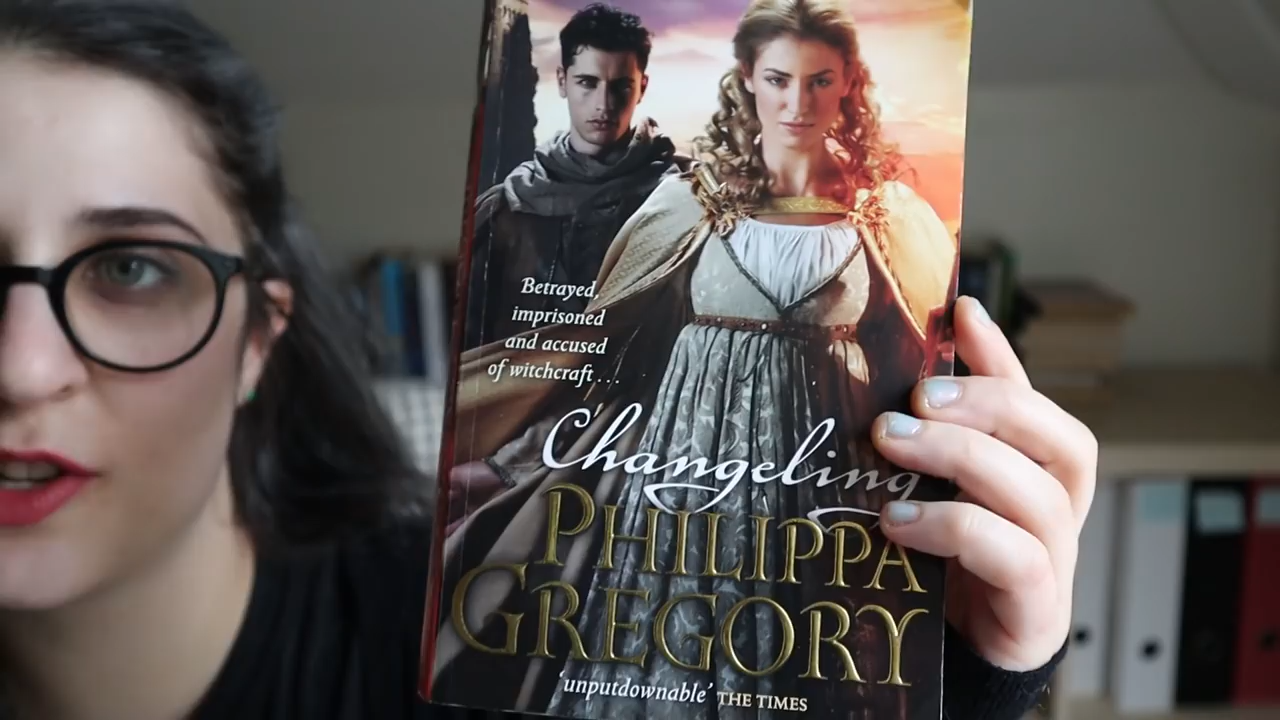 Betrayed,
imprisoned
and accused
of witchcraft . . .
Changeling
PHILIPPA
GREGORY
'unputdownable' THE TIMES